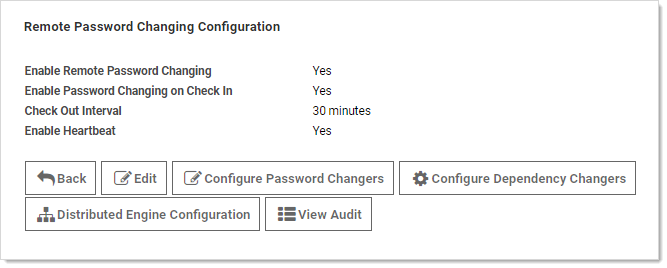 Remote Password Changing Configuration
Enable Remote Password Changing Yes
Enable Password Changing on Check In Yes
Check Out Interval 30 minutes
Enable Heartbeat Yes
Back Edit Configure Password Changers Configure Dependency Changers
Distributed Engine Configuration View Audit